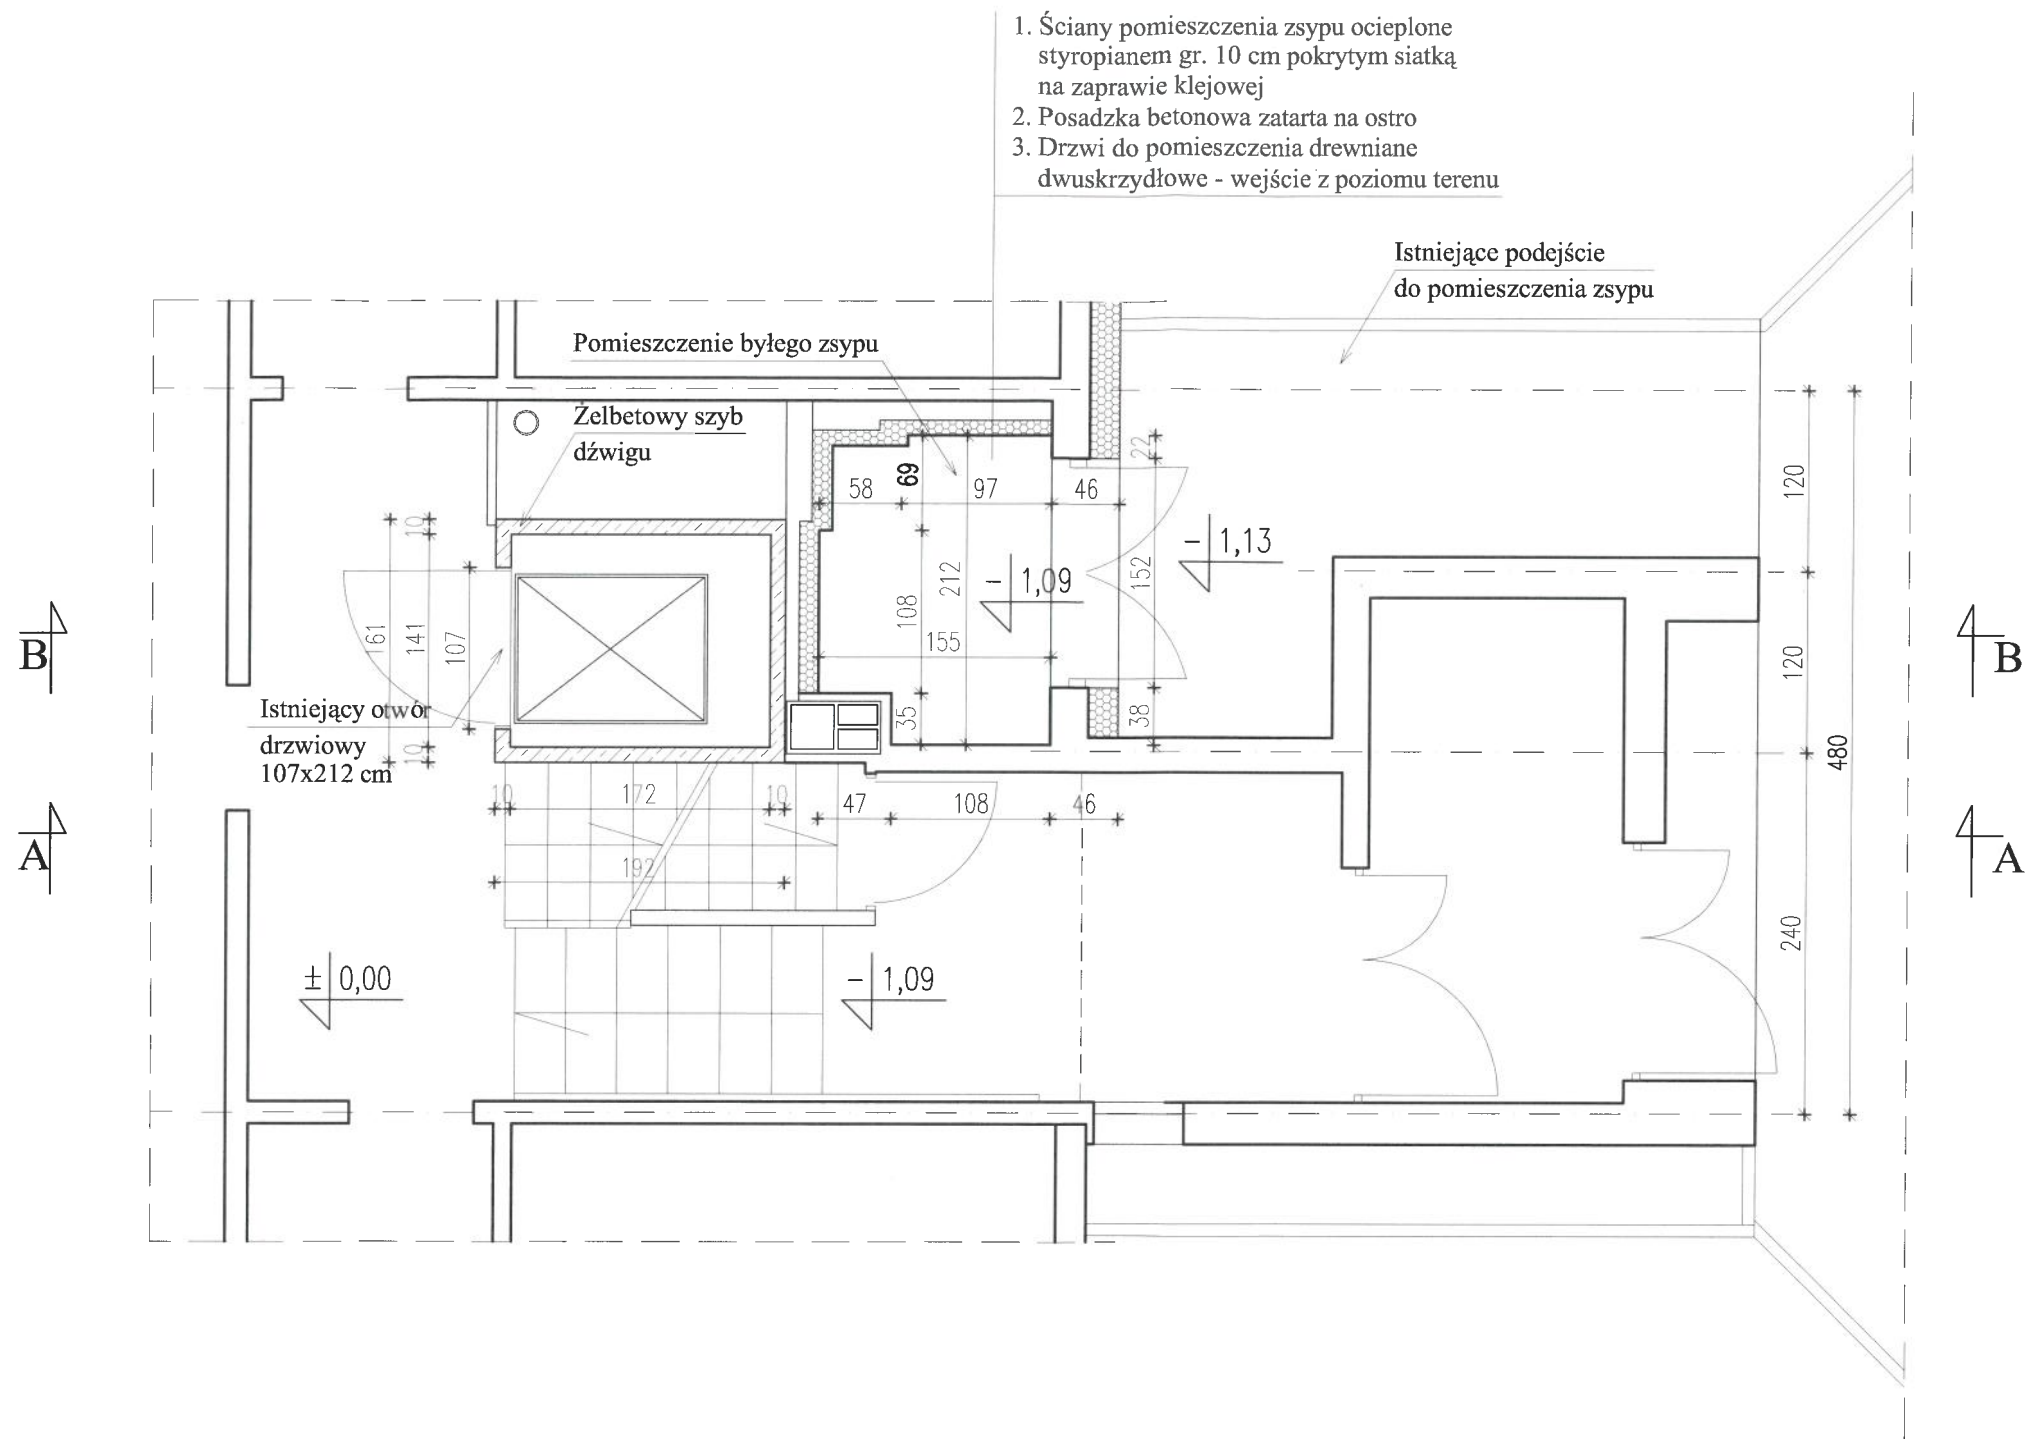 1. Ściany pomieszczenia zsypu ocieplone
styropianem gr. 10 cm pokrytym siatką
na zaprawie klejowej
2. Posadzka betonowa zatarta na ostro
3. Drzwi do pomieszczenia drewniane
dwuskrzydłowe - wejście z poziomu terenu
Istniejące podejście
do pomieszczenia zsypu
Pomieszczenie byłego zsypu
Żelbetowy szyb
dźwigu
58
69
97
46
22
120
- 1,13
10
161
141
107
108
212
- 1,09
152
155
120
B
B
Istniejący otwór
drzwiowy
107x212 cm
35
38
480
10
10
172
10
47
108
46
A
A
192
240
± 0,00
- 1,09